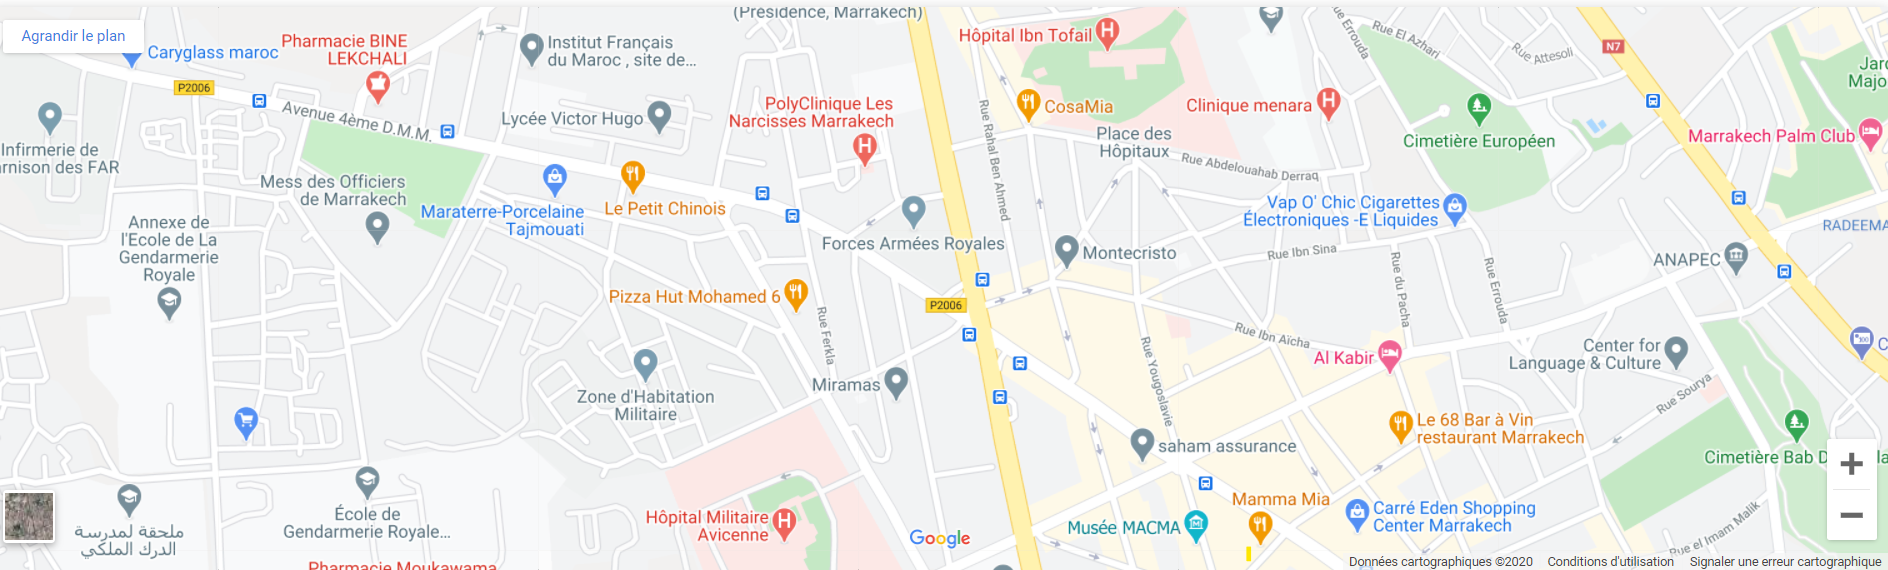 (Présidence, Marrakech)
Agrandir le plan
Caryglass maroc
Pharmacie BINE
LEKCHALI
Institut Français
du Maroc , site de...
Hôpital Ibn Tofail
Rue El Azhari
Rue Attesoli
N7
P2006
Avenue 4ème D.M.M.
Lycée Victor Hugo
PolyClinique Les
Narcisses Marrakech
CosaMia
Clinique menara
Place des
Hôpitaux
Cimetière Européen
Marrakech Palm Club
Infirmerie de
Mess des Officiers
de Marrakech
Rue Rahal Ben Ahmed
Rue Abdelouahab Derraq
Maraterre-Porcelaine
Tajmouati
Le Petit Chinois
Annexe de
l'Ecole de La
Gendarmerie
Royale
Forces Armées Royales
Montecristo
Vap O' Chic Cigarettes
Électroniques -E Liquides
RADEEMA
Rue Ibn Sina
ANAPEC
Rue du Pacha
Rue Errouda
Pizza Hut Mohamed 6
P2006
Rue Ferkla
Rue Ibn Aicha
Rue Yougoslavie
Al Kabir
Center for
Language & Culture
Zone d'Habitation
Militaire
Miramas
Rue Sourya
Le 68 Bar à Vin
restaurant Marrakech
saham assurance
École de
Gendarmerie Royale...
ملحقة لمدرسة
الدرك الملكي
Hôpital Militaire
Avicenne
Google
Musée MACMA
Mamma Mia
Carré Eden Shopping
Center Marrakech
Cimetière Bab D
Rue el Imam Malik
Pharmacie Moukawama
Données cartographiques ©2020
Conditions d'utilisation
Signaler une erreur cartographique